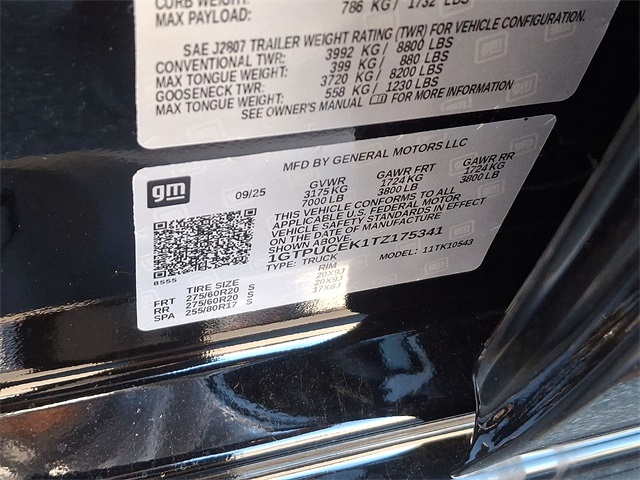 CURB WEIGHT: 786 KG / 1732 LBS
MAX PAYLOAD:
SAE J2807 TRAILER WEIGHT RATING (TWR) FOR VEHICLE CONFIGURATION.
CONVENTIONAL TWR: 3992 KG / 8800 LBS
MAX TONGUE WEIGHT: 399 KG / 880 LBS
GOOSENECK TWR: 3720 KG / 8200 LBS
MAX TONGUE WEIGHT: 558 KG / 1230 LBS
SEE OWNER'S MANUAL FOR MORE INFORMATION
MFD BY GENERAL MOTORS LLC
gm 09/25 GVWR GAWR FRT GAWR RR
3175 KG 1724 KG 1724 KG
7000 LB 3800 LB 3800 LB
THIS VEHICLE CONFORMS TO ALL
APPLICABLE U.S. FEDERAL MOTOR
VEHICLE SAFETY STANDARDS IN EFFECT
ON THE DATE OF MANUFACTURE
SHOWN ABOVE.
1GTPUCEK1TZ175341
TYPE: TRUCK MODEL: 11TK10543
8555
TIRE SIZE RIM
FRT 275/60R20 S 20X9J
RR 275/60R20 S 20X9J
SPA 255/80R17 S 17X8J